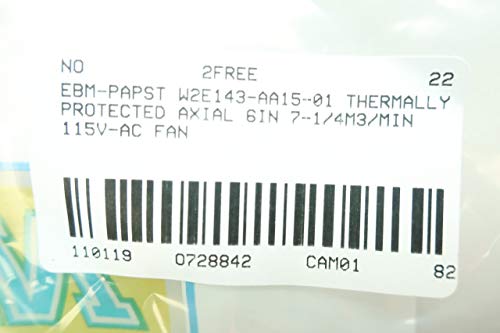 NO 2FREE 22
EBM-PAPST W2E143-AA15-01 THERMALLY
PROTECTED AXIAL 6IN 7-1/4M3/MIN
115V-AC FAN
110119 0728842 CAM01 82